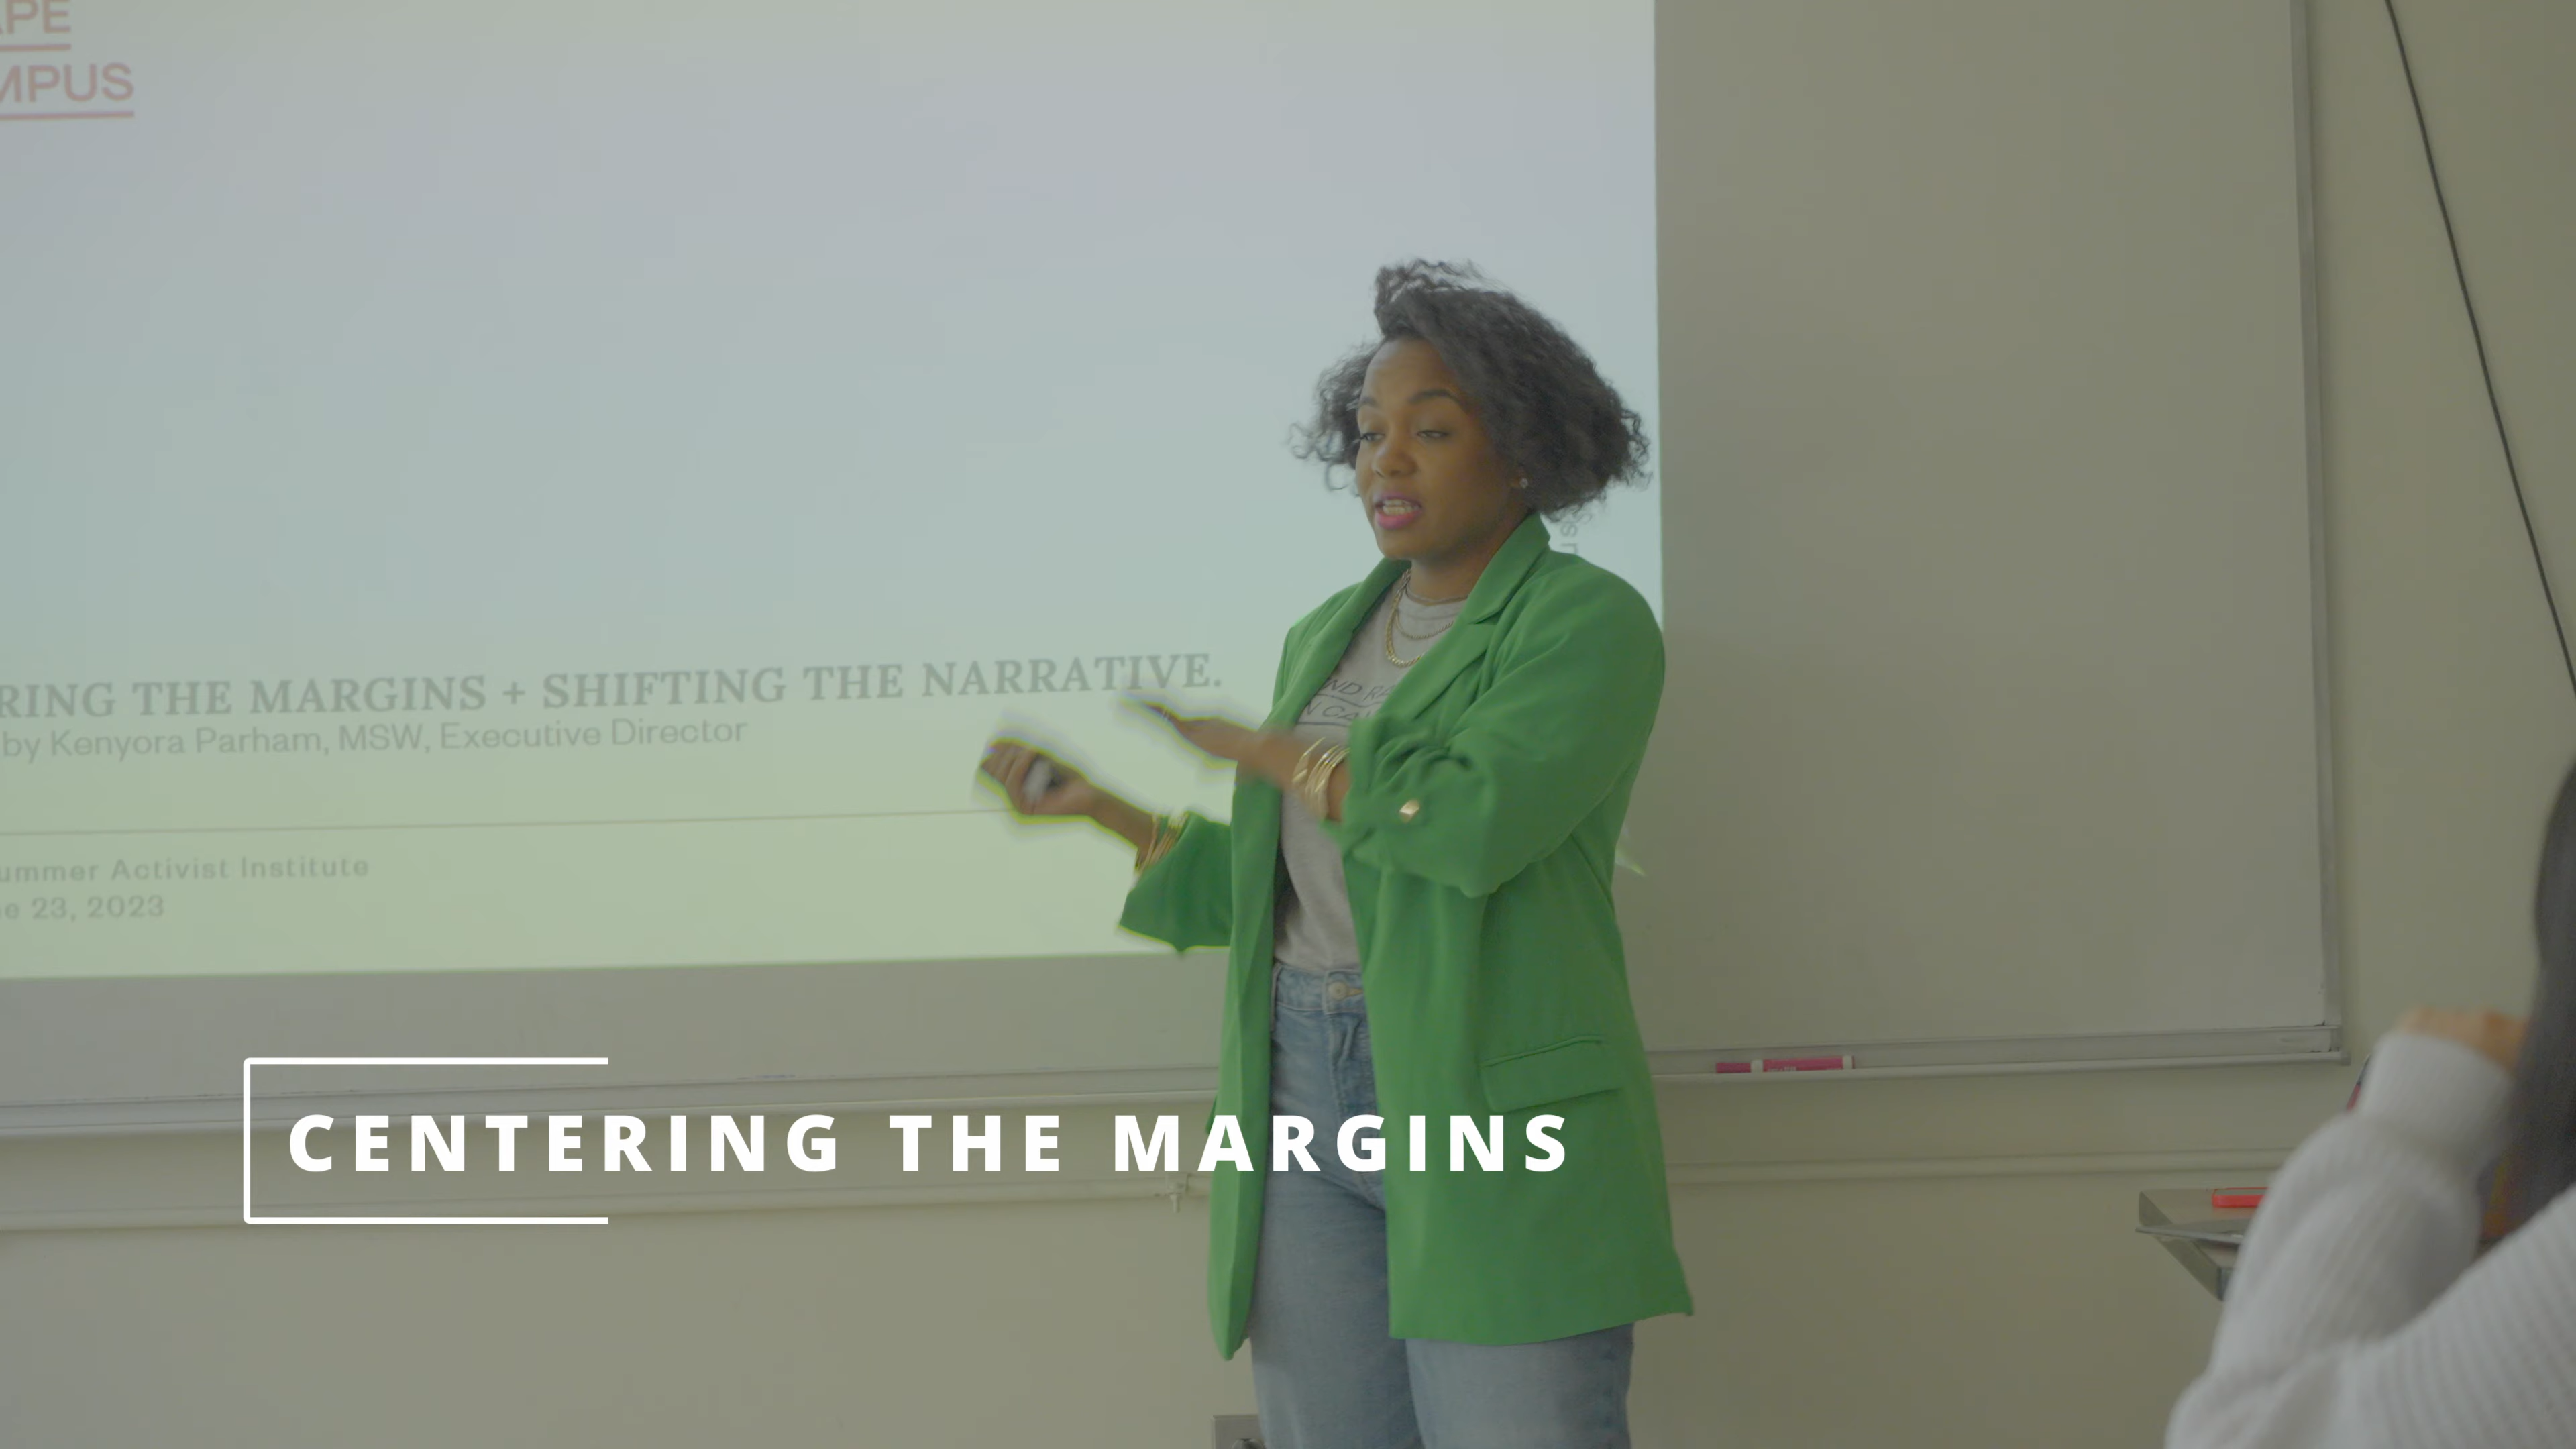 APE
MPUS
RING THE MARGINS + SHIFTING THE NARRATIVE.
by Kenyora Parham, MSW, Executive Director
ummer Activist Institute
e 23, 2023
CENTERING THE MARGINS